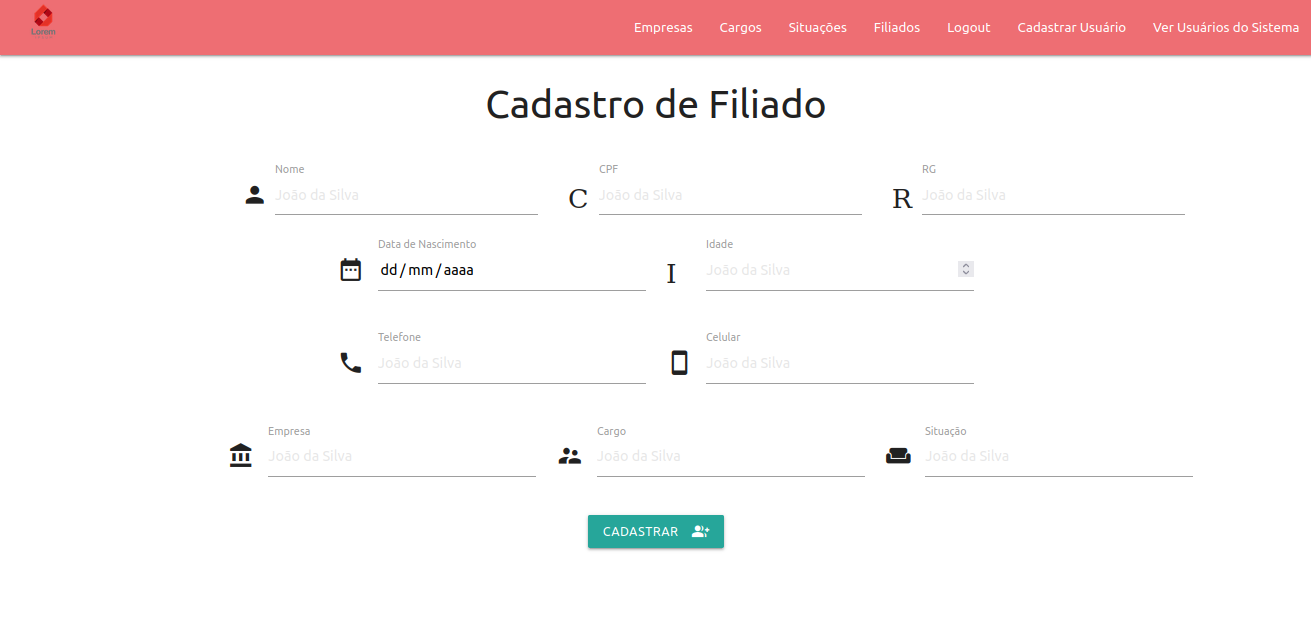 Lorem
Empresas Cargos Situações Filiados Logout Cadastrar Usuário Ver Usuários do Sistema
Cadastro de Filiado
Nome CPF RG
João da Silva C João da Silva R João da Silva
Data de Nascimento Idade
dd/mm/aaaa I João da Silva
Telefone Celular
João da Silva João da Silva
Empresa Cargo Situação
João da Silva João da Silva João da Silva
CADASTRAR